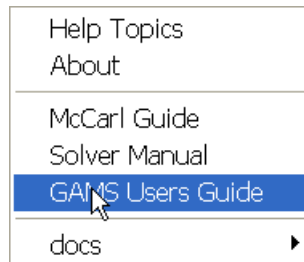 Help Topics
About
McCarl Guide
Solver Manual
GAMS Users Guide
docs